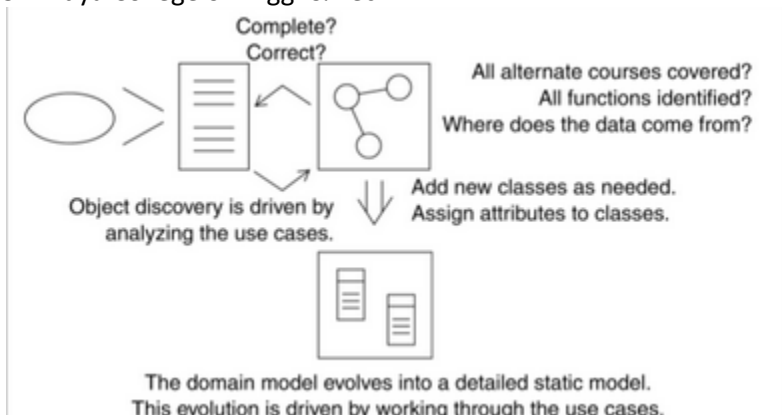 Complete?
Correct?
All alternate courses covered?
All functions identified?
Where does the data come from?
Add new classes as needed.
Assign attributes to classes.
Object discovery is driven by
analyzing the use cases.
The domain model evolves into a detailed static model.
This evolution is driven by working through the use cases.